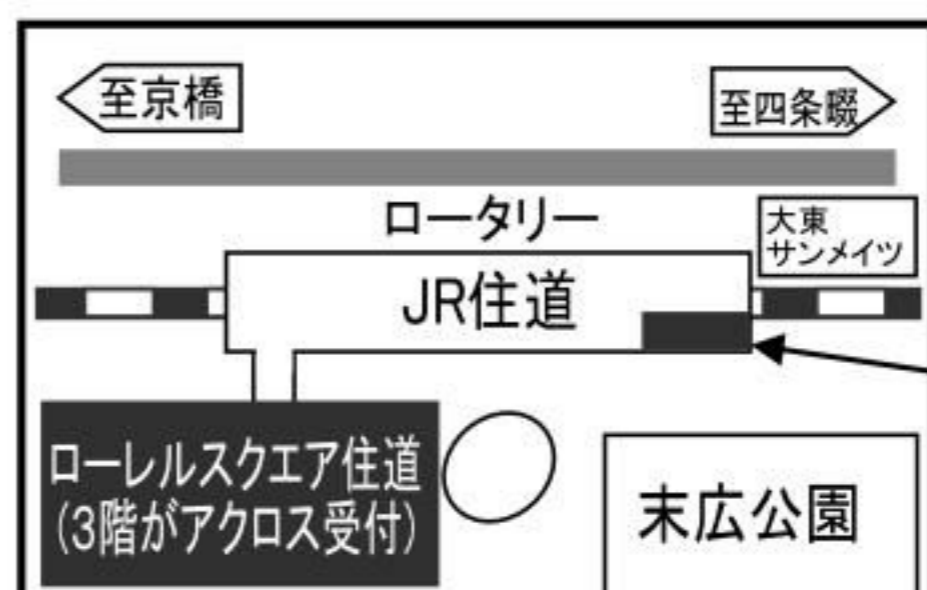 至京橋
至四条畷
ロータリー
大東
サンメイツ
JR住道
ローレルスクエア住道
(3階がアクロス受付)
末広公園